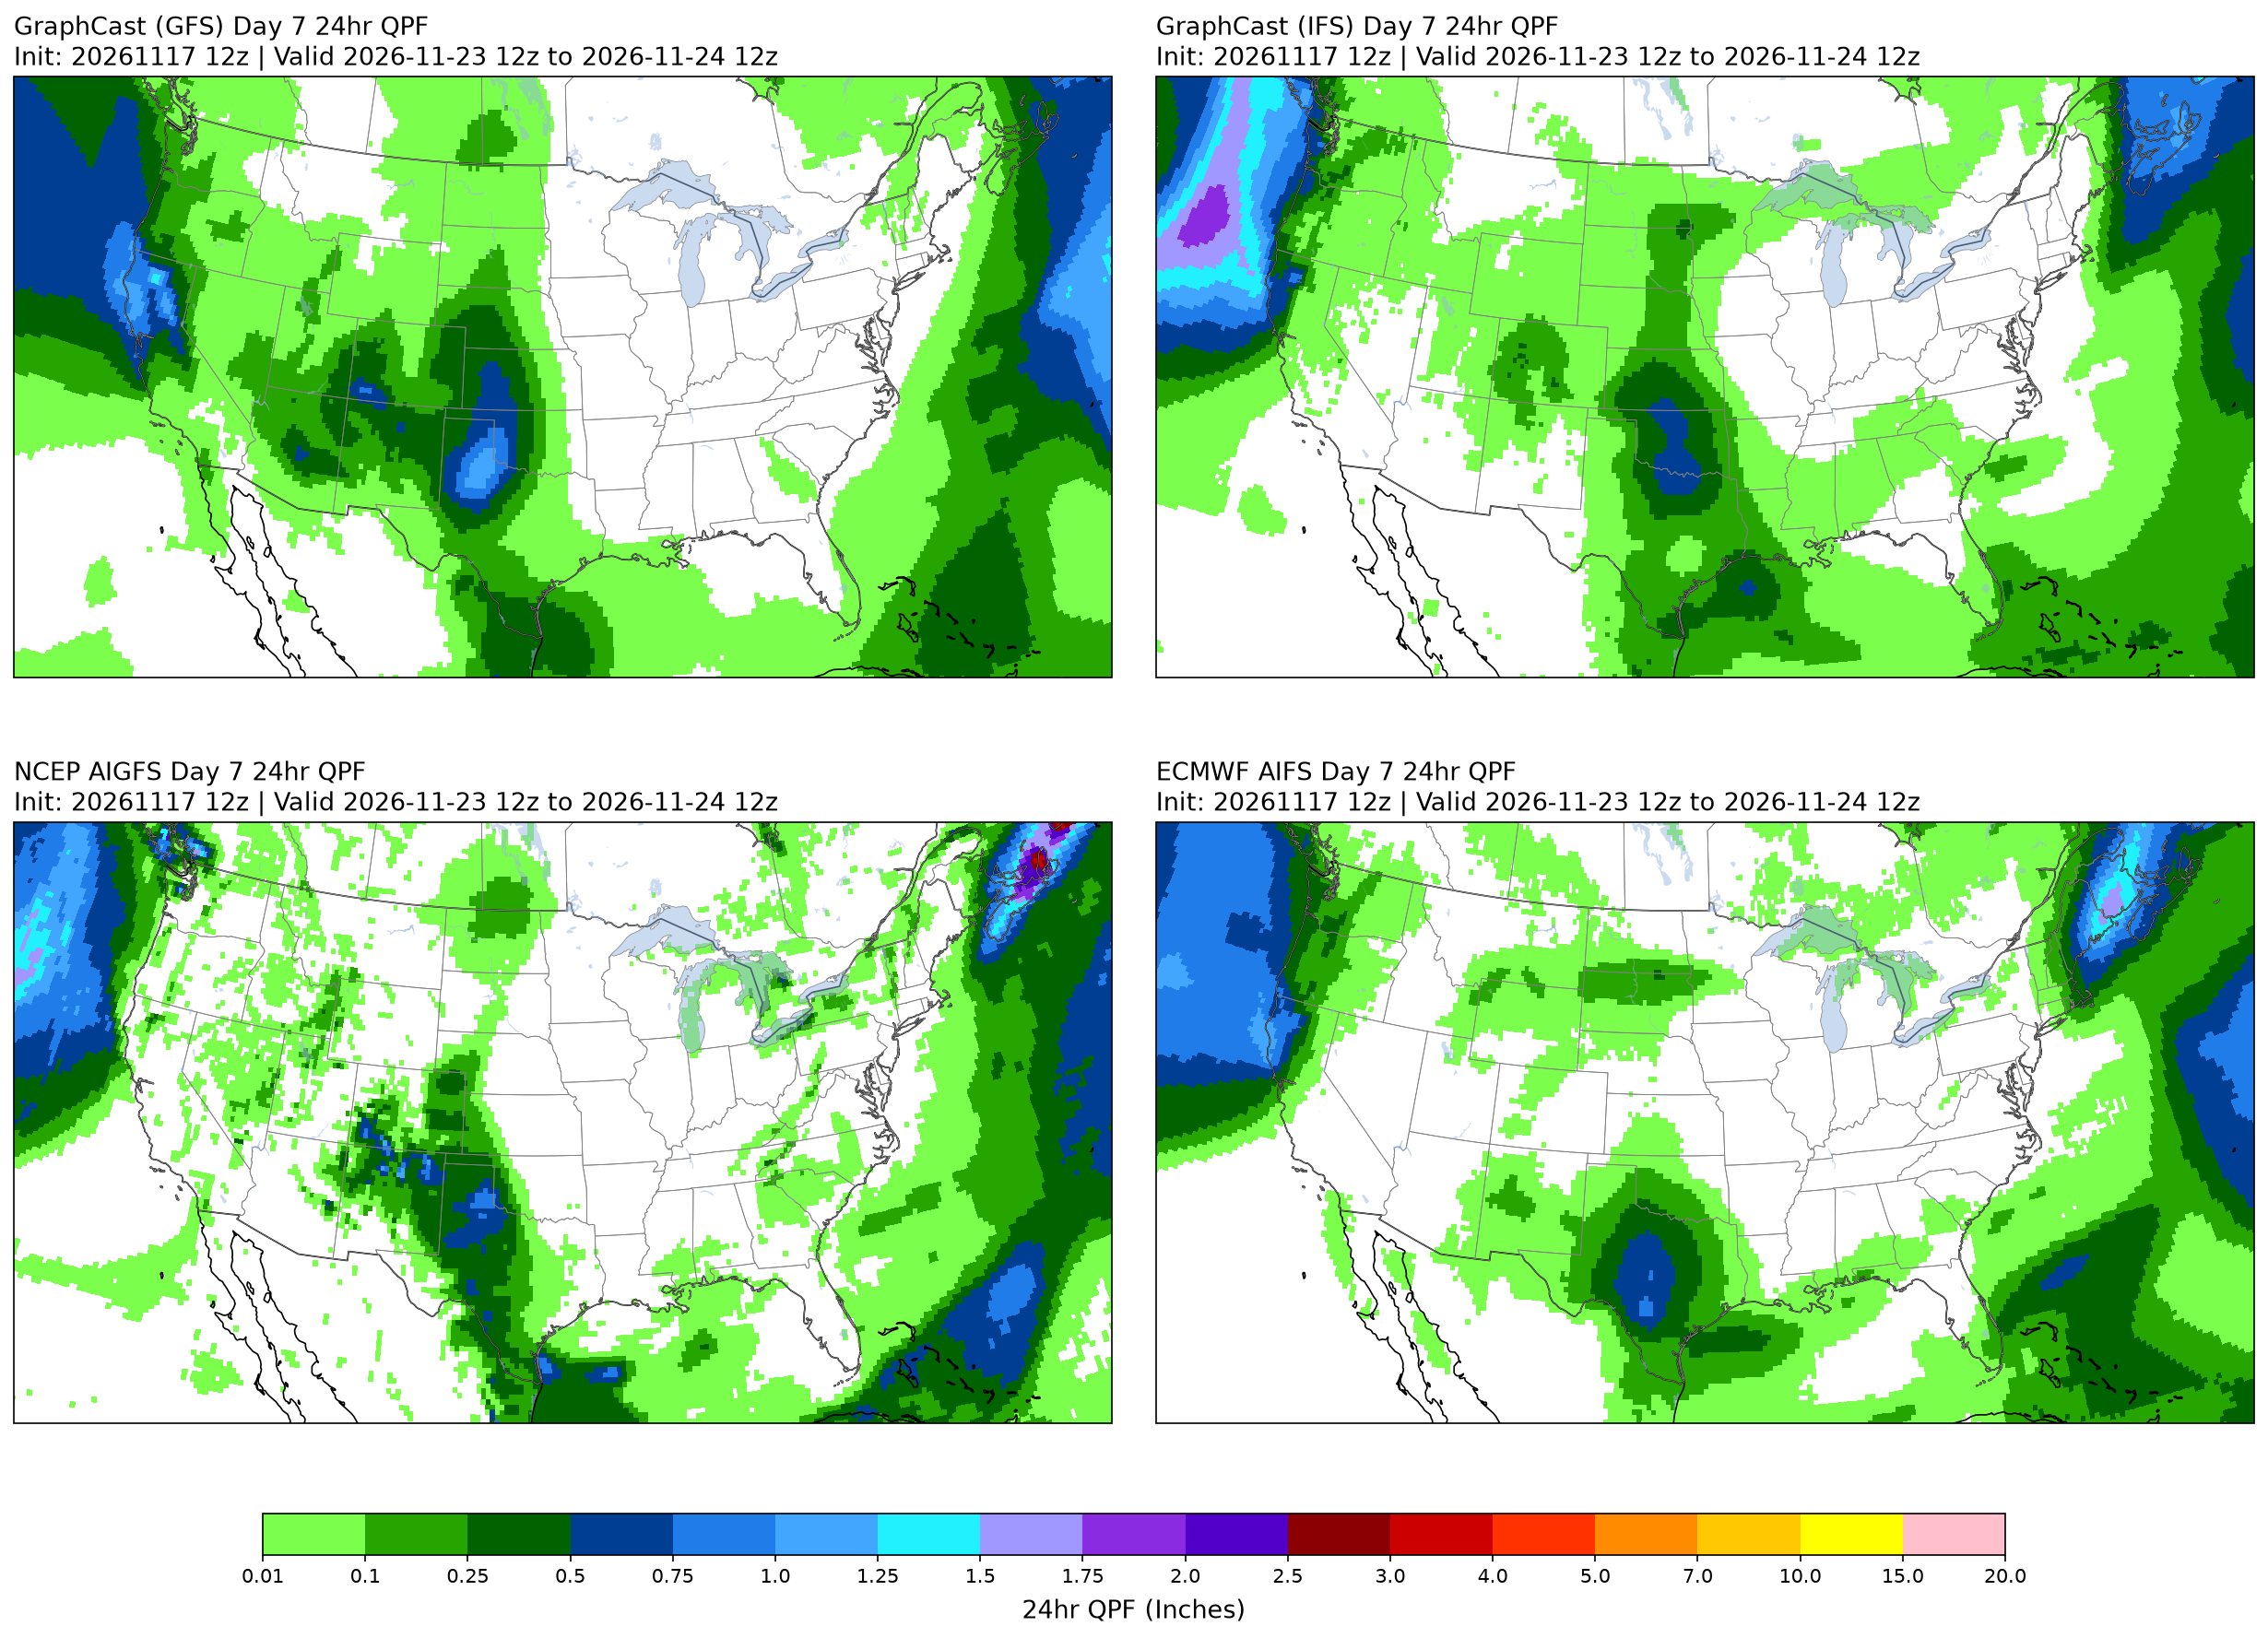 GraphCast (GFS) Day 7 24hr QPF
Init: 20261117 12z | Valid 2026-11-23 12z to 2026-11-24 12z
GraphCast (IFS) Day 7 24hr QPF
Init: 20261117 12z | Valid 2026-11-23 12z to 2026-11-24 12z
NCEP AIGFS Day 7 24hr QPF
Init: 20261117 12z | Valid 2026-11-23 12z to 2026-11-24 12z
ECMWF AIFS Day 7 24hr QPF
Init: 20261117 12z | Valid 2026-11-23 12z to 2026-11-24 12z
0.01 0.1 0.25 0.5 0.75 1.0 1.25 1.5 1.75 2.0 2.5 3.0 4.0 5.0 7.0 10.0 15.0 20.0
24hr QPF (Inches)